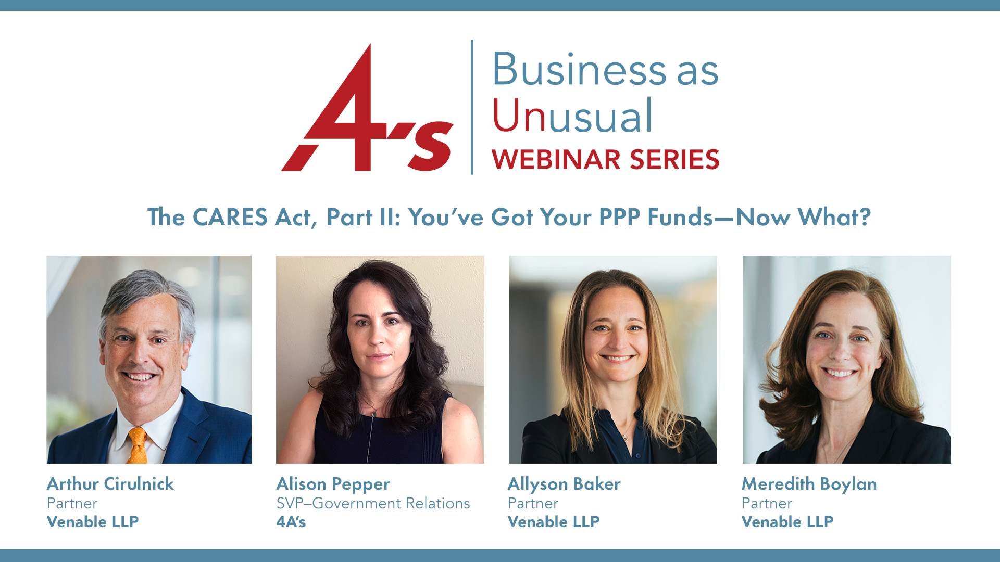 4A's
Business as
Unusual
WEBINAR SERIES
The CARES Act, Part II: You’ve Got Your PPP Funds—Now What?
Arthur Cirulnick
Partner
Venable LLP
Alison Pepper
SVP–Government Relations
4A’s
Allyson Baker
Partner
Venable LLP
Meredith Boylan
Partner
Venable LLP